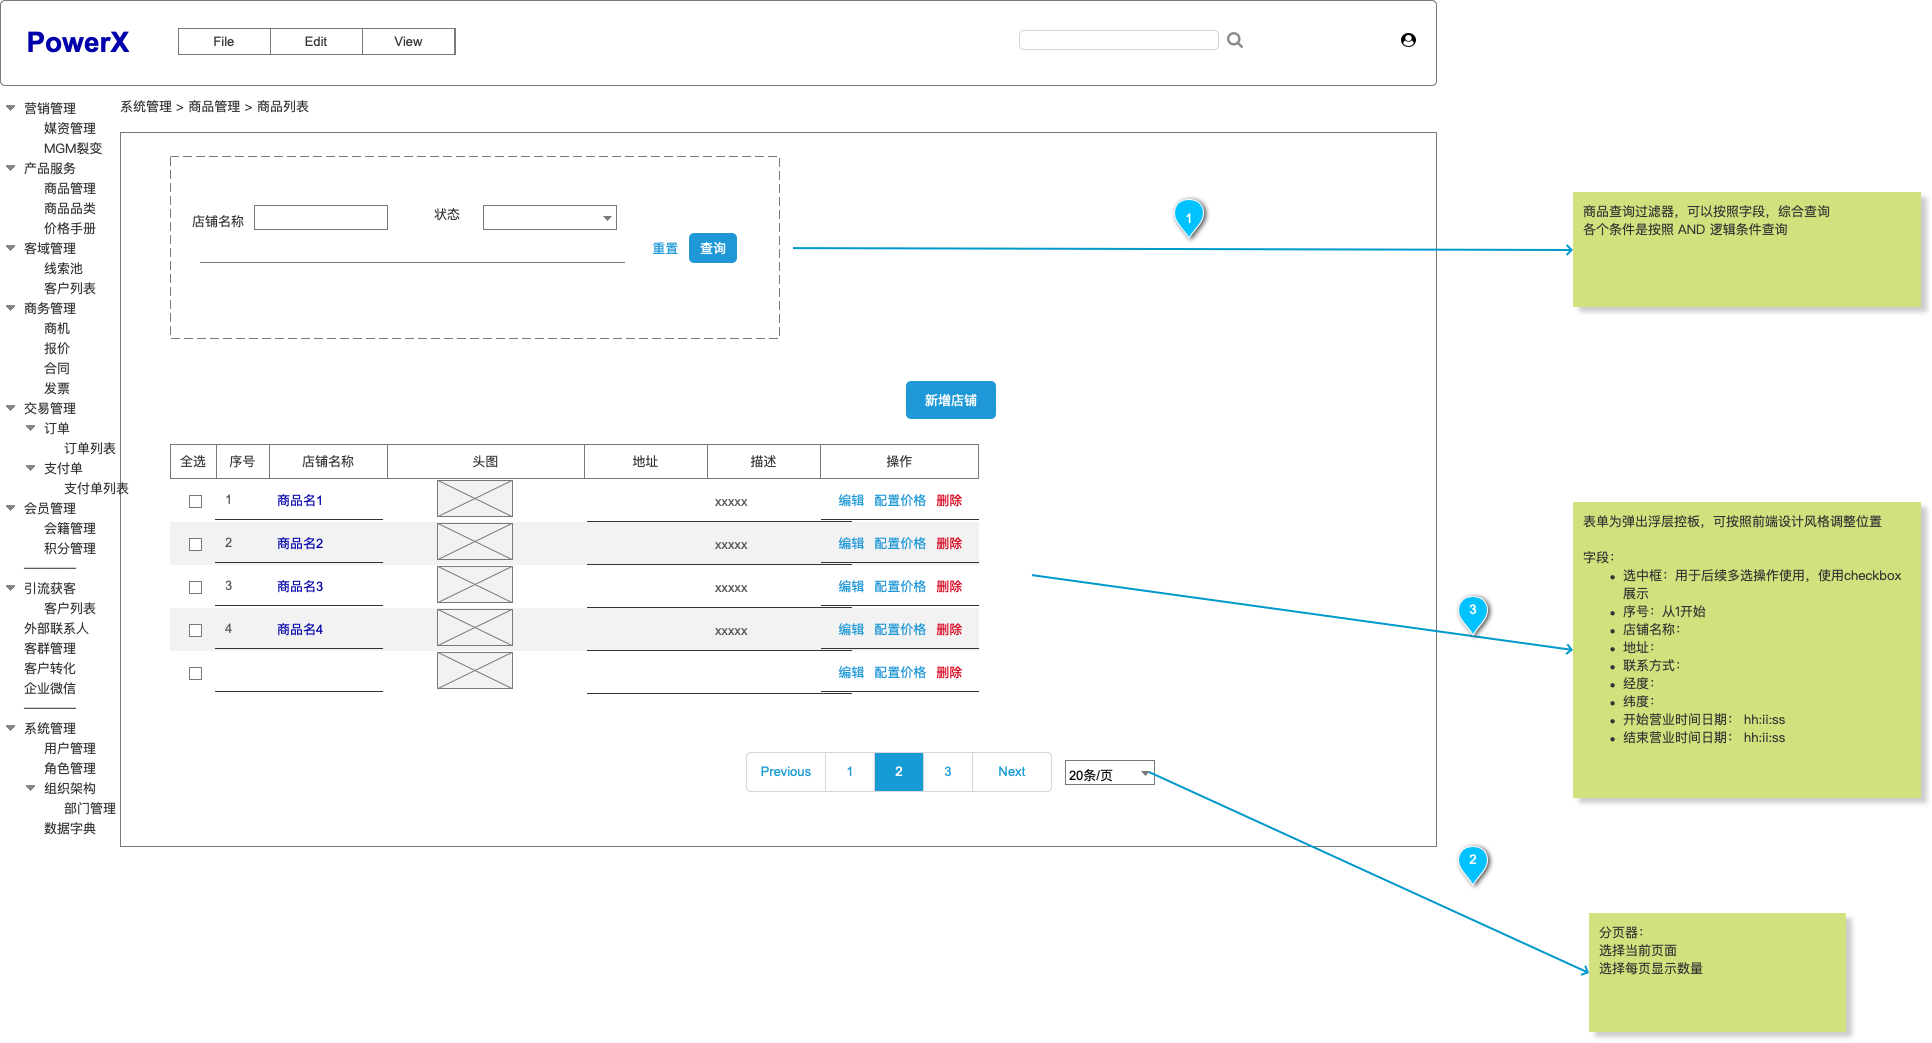 PowerX
File
Edit
View
系统管理 > 商品管理 > 商品列表
营销管理
媒资管理
MGM裂变
产品服务
商品管理
商品品类
价格手册
客域管理
线索池
客户列表
商务管理
商机
报价
合同
发票
交易管理
订单
订单列表
支付单
支付单列表
会员管理
会籍管理
积分管理
引流获客
客户列表
外部联系人
客群管理
客户转化
企业微信
系统管理
用户管理
角色管理
组织架构
部门管理
数据字典
店铺名称
状态
重置
查询
新增店铺
全选 序号 店铺名称 头图 地址 描述 操作
1 商品名1 xxxxx 编辑 配置价格 删除
2 商品名2 xxxxx 编辑 配置价格 删除
3 商品名3 xxxxx 编辑 配置价格 删除
4 商品名4 xxxxx 编辑 配置价格 删除
编辑 配置价格 删除
Previous 1 2 3 Next
20条/页
1
商品查询过滤器，可以按照字段，综合查询
各个条件是按照 AND 逻辑条件查询
3
表单为弹出浮层控板，可按照前端设计风格调整位置
字段：
• 选中框：用于后续多选操作使用，使用checkbox
展示
• 序号：从1开始
• 店铺名称：
• 地址：
• 联系方式：
• 经度：
• 纬度：
• 开始营业时间日期： hh:ii:ss
• 结束营业时间日期： hh:ii:ss
2
分页器：
选择当前页面
选择每页显示数量